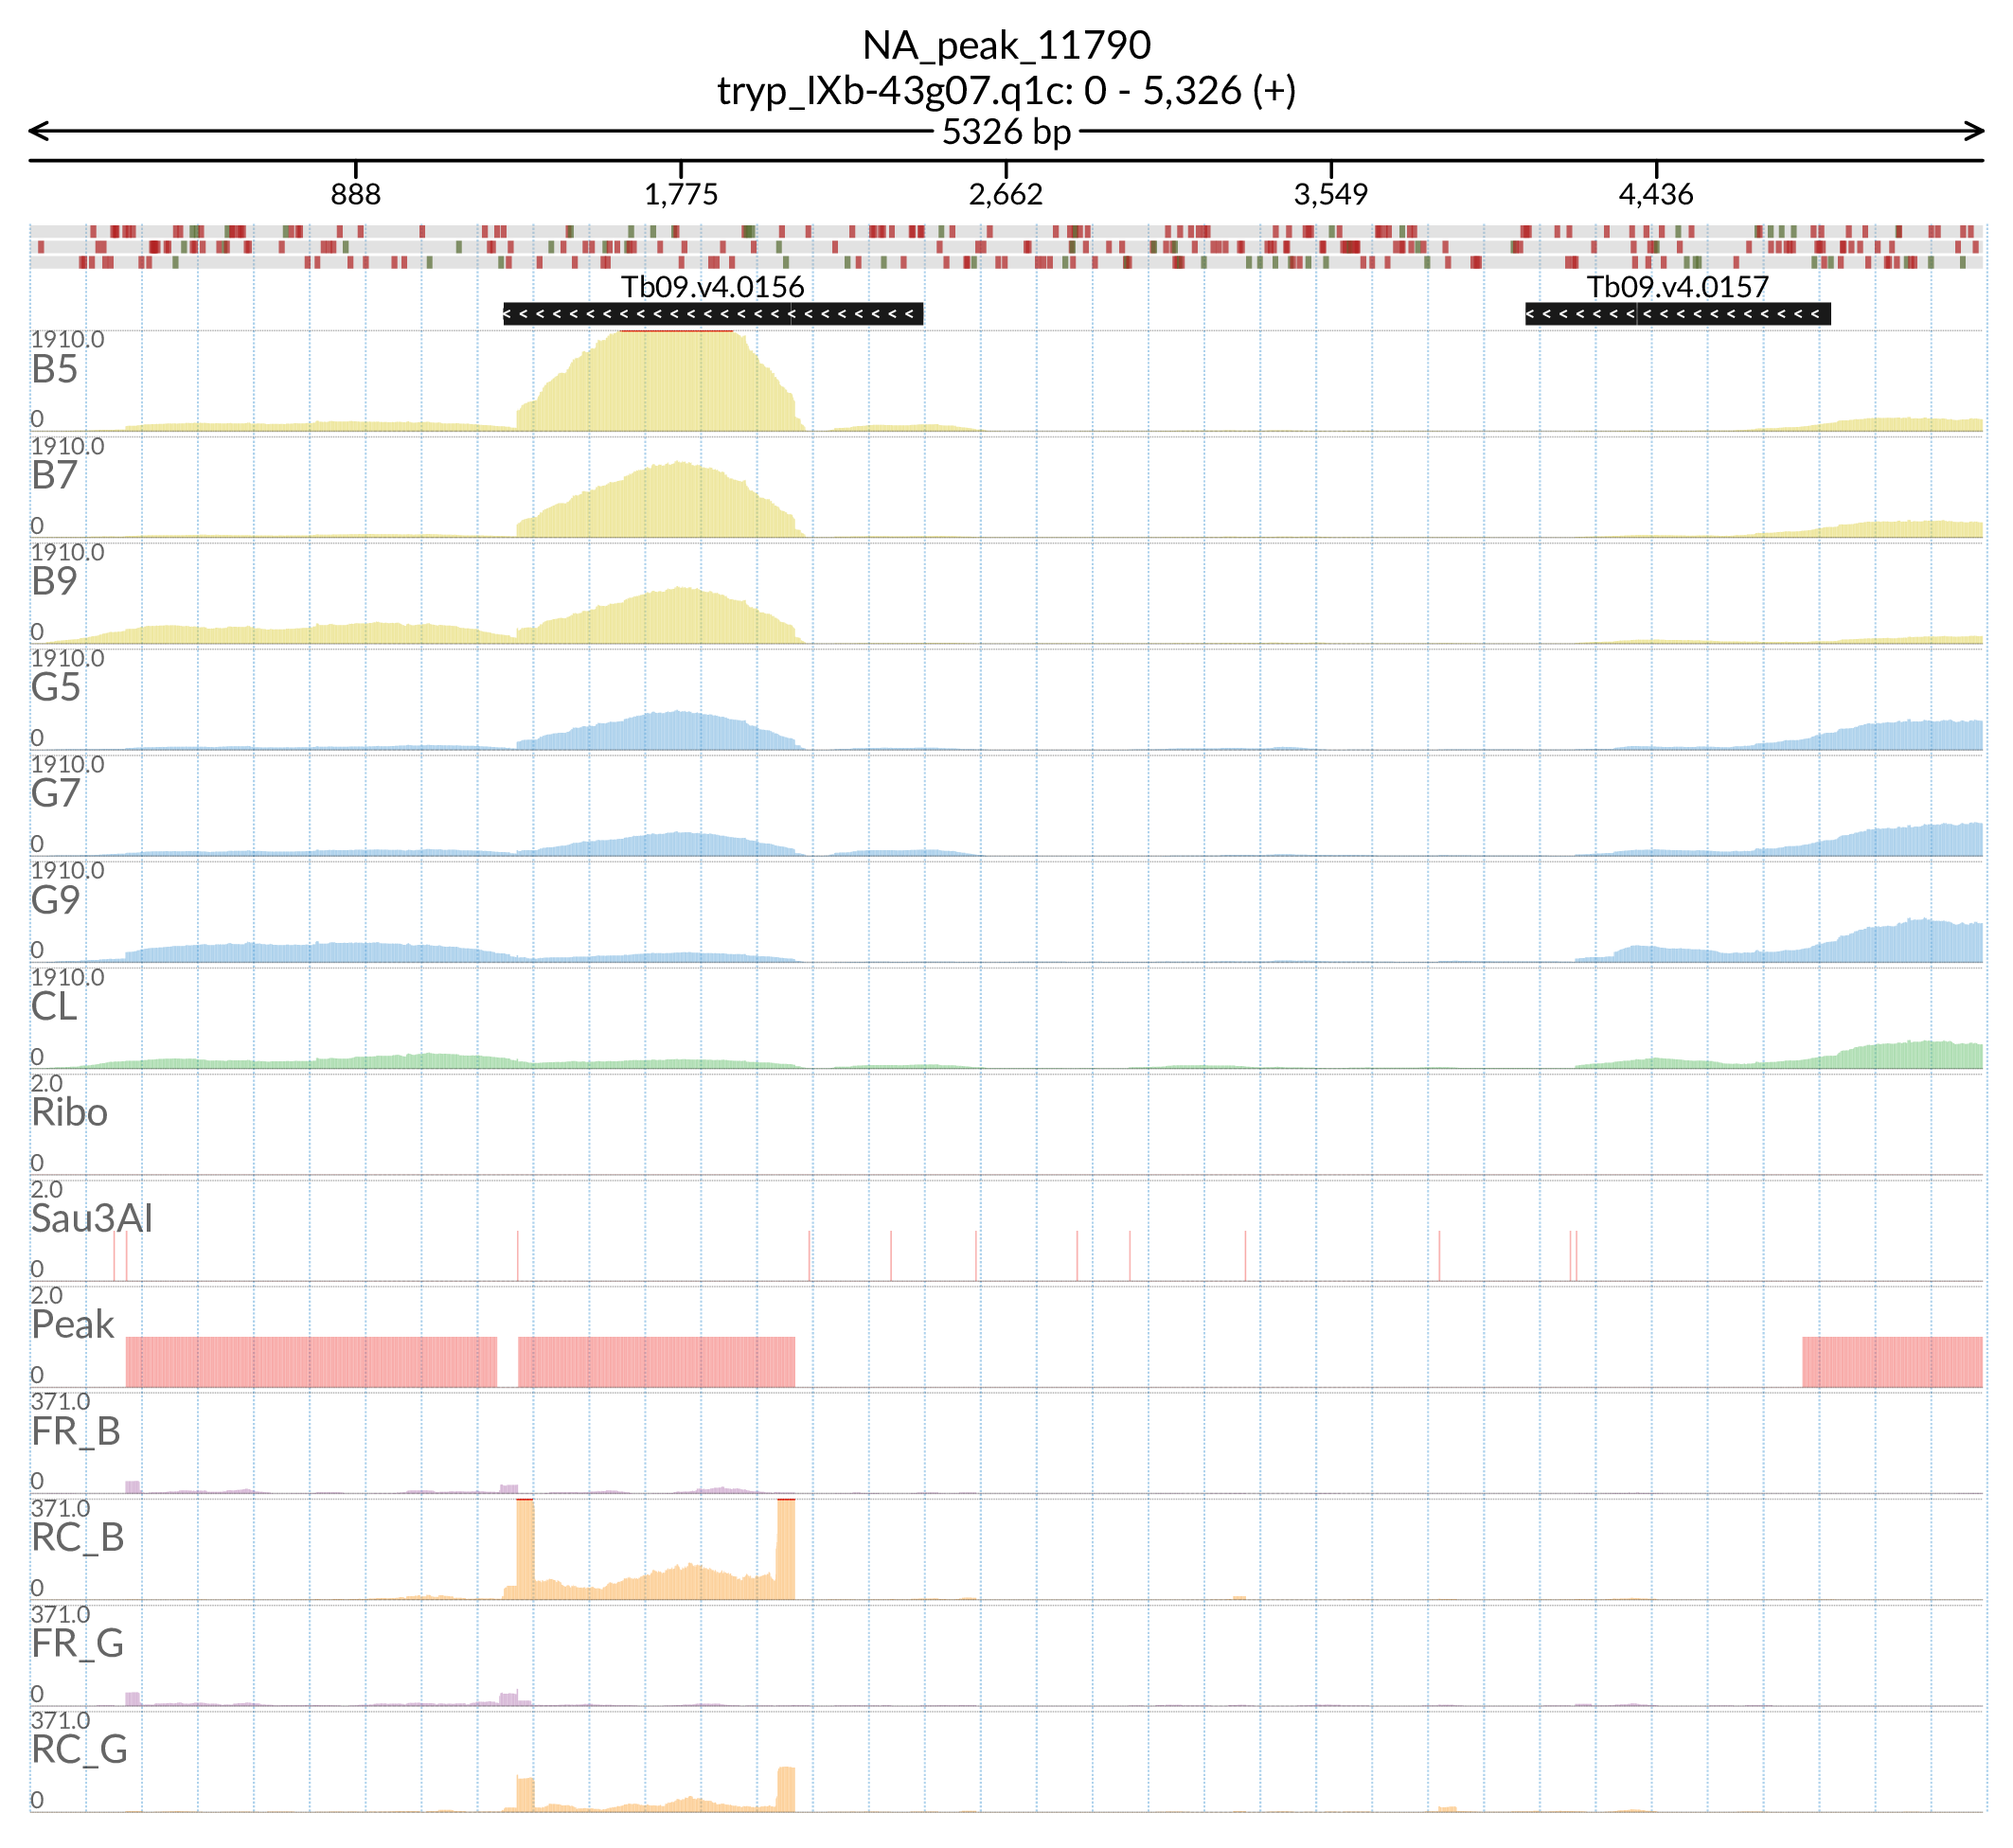 NA_peak_11790
tryp_IXb-43g07.q1c: 0 - 5,326 (+)
5326 bp
888 1,775 2,662 3,549 4,436
Tb09.v4.0156 Tb09.v4.0157
1910.0
B5
0
1910.0
B7
0
1910.0
B9
0
1910.0
G5
0
1910.0
G7
0
1910.0
G9
0
1910.0
CL
0
2.0
Ribo
0
2.0
Sau3AI
0
2.0
Peak
0
371.0
FR_B
0
371.0
RC_B
0
371.0
FR_G
0
371.0
RC_G
0